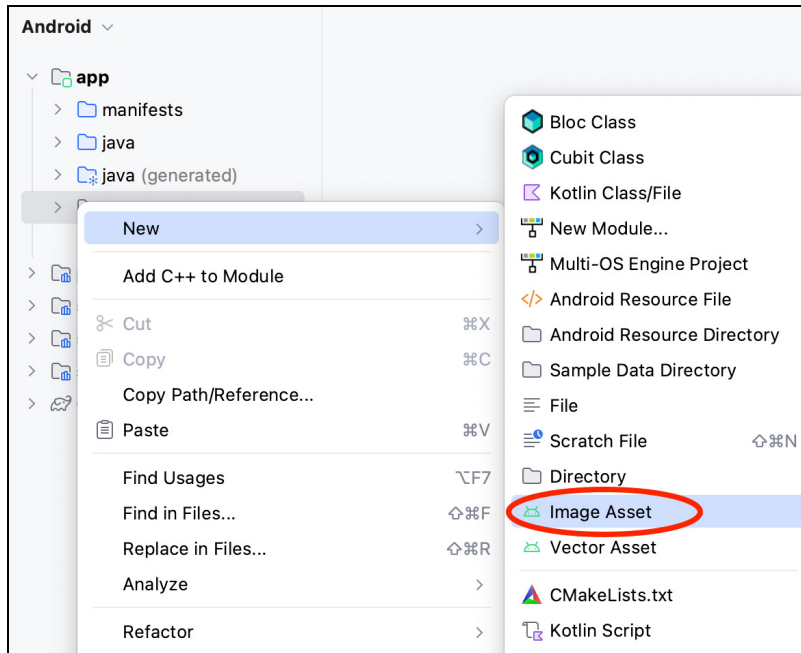 Android
app
manifests
java
java (generated)
New
Add C++ to Module
Cut ⌘X
Copy ⌘C
Copy Path/Reference...
Paste ⌘V
Find Usages ⌥F7
Find in Files... ⇧⌘F
Replace in Files... ⇧⌘R
Analyze
Refactor
Bloc Class
Cubit Class
Kotlin Class/File
New Module...
Multi-OS Engine Project
Android Resource File
Android Resource Directory
Sample Data Directory
File
Scratch File ⇧⌘N
Directory
Image Asset
Vector Asset
CMakeLists.txt
Kotlin Script